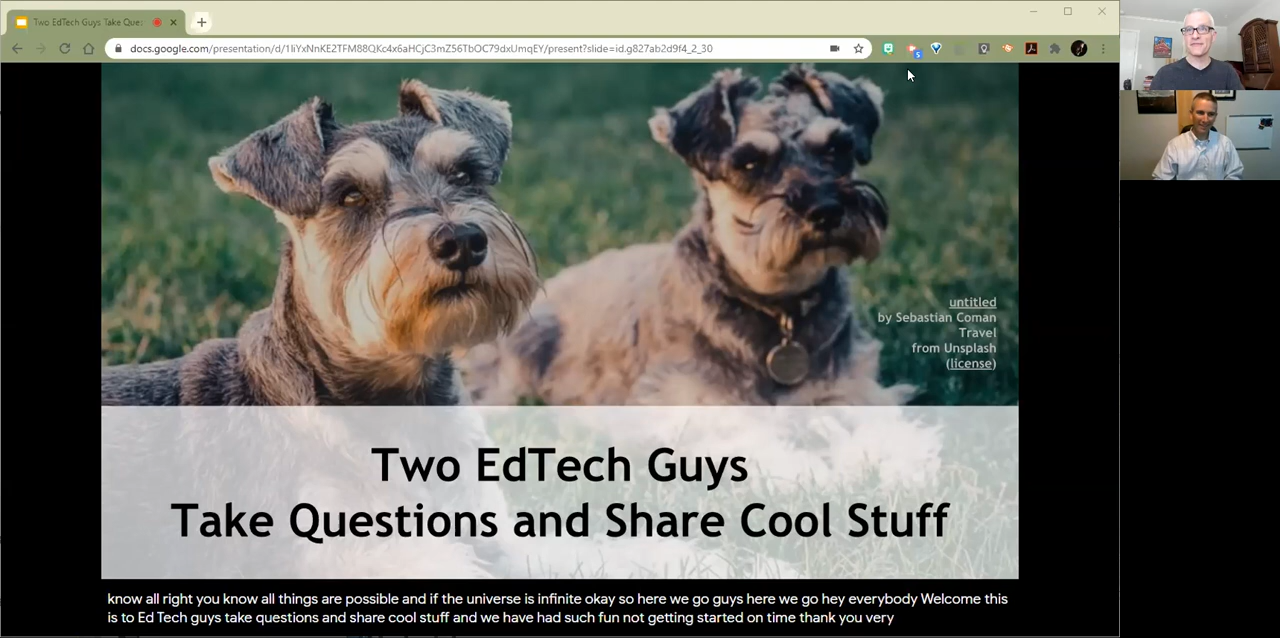 Two EdTech Guys Take Que:
docs.google.com/presentation/d/1liYxNnKE2TFM88QKc4x6aHCjC3mZ56TbOC79dxUmqEY/present?slide=id.g827ab2d9f4_2_30
untitled
by Sebastian Coman
Travel
from Unsplash
(license)
Two EdTech Guys
Take Questions and Share Cool Stuff
know all right you know all things are possible and if the universe is infinite okay so here we go guys here we go hey everybody Welcome this
is to Ed Tech guys take questions and share cool stuff and we have had such fun not getting started on time thank you very